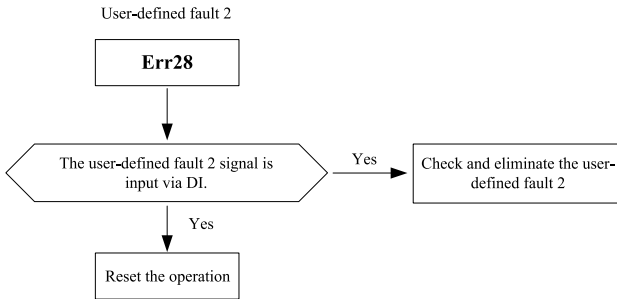 User-defined fault 2
Err28
The user-defined fault 2 signal is
input via DI.
Yes
Check and eliminate the user-
defined fault 2
Yes
Reset the operation